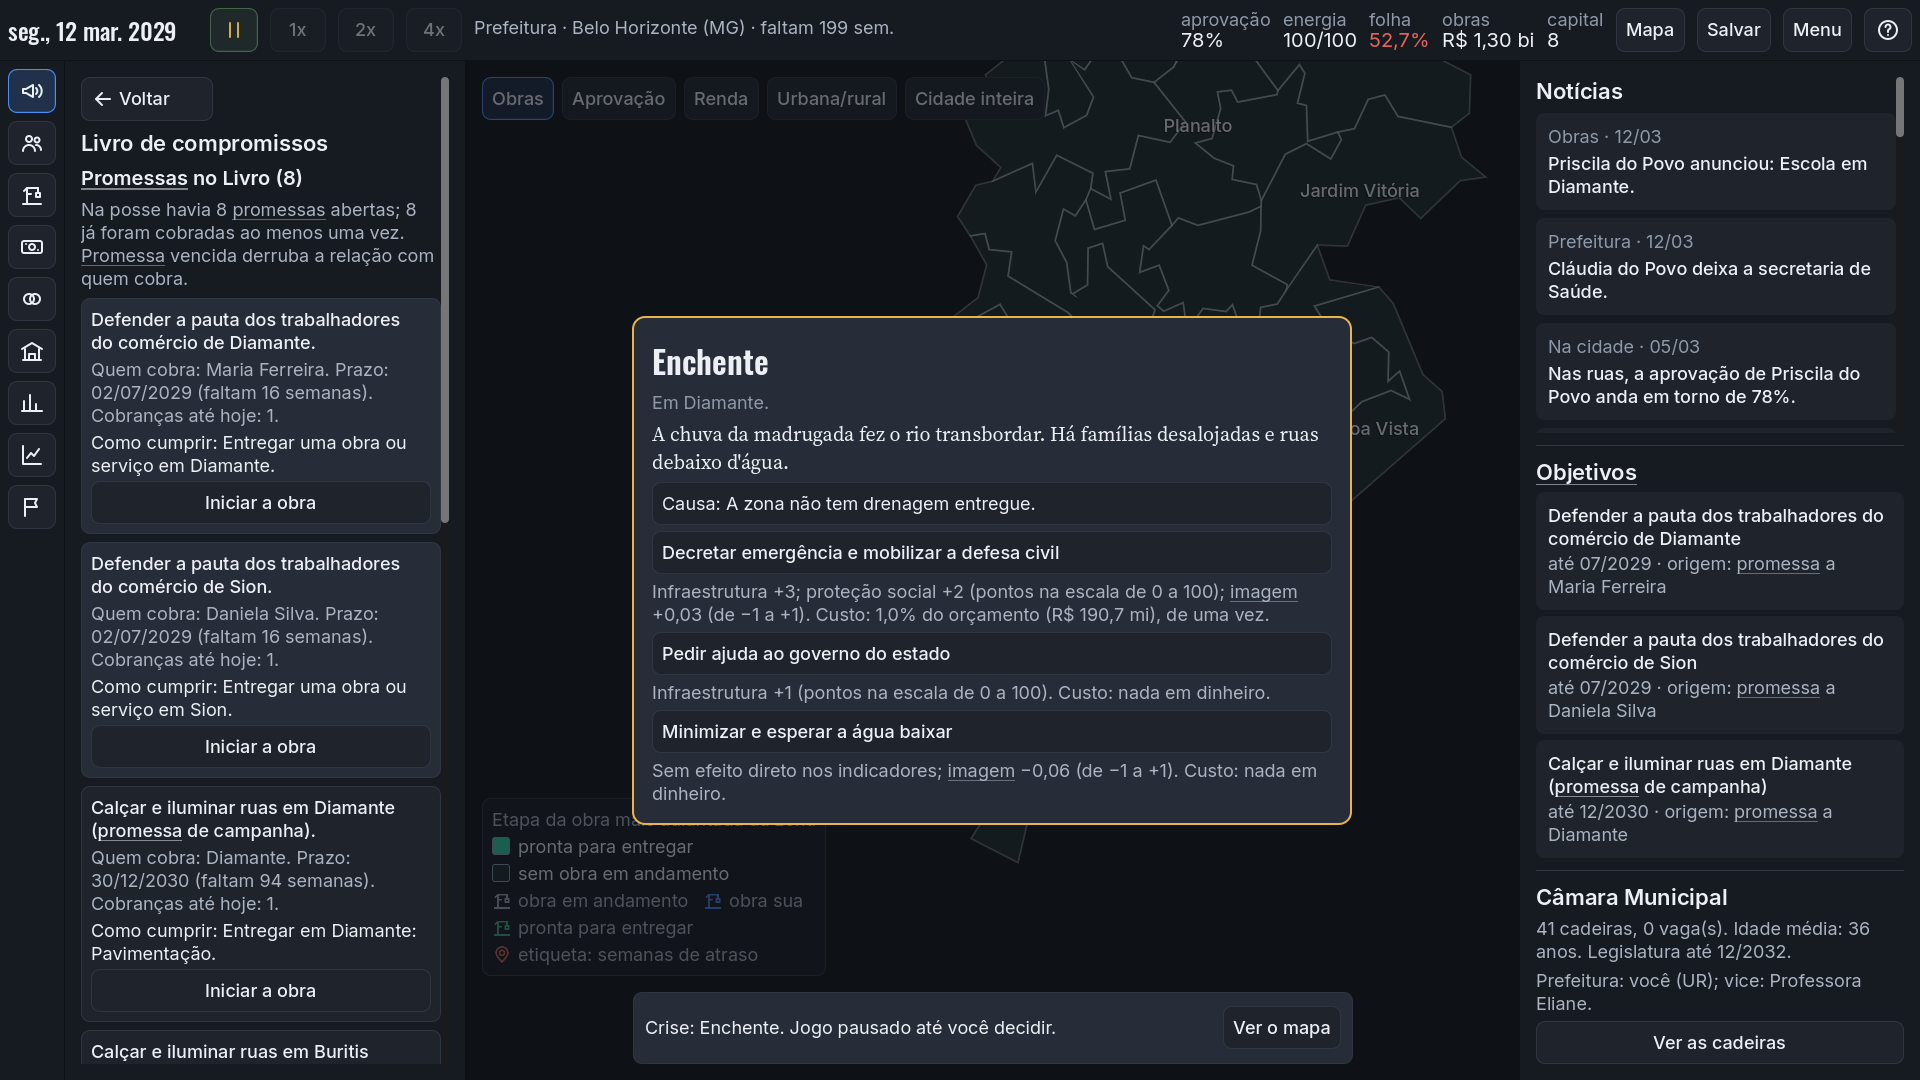 seg., 12 mar. 2029
1x
2x
4x
Prefeitura · Belo Horizonte (MG) · faltam 199 sem.
aprovação
78%
energia
100/100
folha
52,7%
obras
R$ 1,30 bi
capital
8
Mapa
Salvar
Menu
Voltar
Livro de compromissos
Promessas no Livro (8)
Na posse havia 8 promessas abertas; 8
já foram cobradas ao menos uma vez.
Promessa vencida derruba a relação com
quem cobra.
Defender a pauta dos trabalhadores
do comércio de Diamante.
Quem cobra: Maria Ferreira. Prazo:
02/07/2029 (faltam 16 semanas).
Cobranças até hoje: 1.
Como cumprir: Entregar uma obra ou
serviço em Diamante.
Iniciar a obra
Defender a pauta dos trabalhadores
do comércio de Sion.
Quem cobra: Daniela Silva. Prazo:
02/07/2029 (faltam 16 semanas).
Cobranças até hoje: 1.
Como cumprir: Entregar uma obra ou
serviço em Sion.
Iniciar a obra
Calçar e iluminar ruas em Diamante
(promessa de campanha).
Quem cobra: Diamante. Prazo:
30/12/2030 (faltam 94 semanas).
Cobranças até hoje: 1.
Como cumprir: Entregar em Diamante:
Pavimentação.
Iniciar a obra
Calçar e iluminar ruas em Buritis
Obras
Aprovação
Renda
Urbana/rural
Cidade inteira
Planalto
Jardim Vitória
oa Vista
Enchente
Em Diamante.
A chuva da madrugada fez o rio transbordar. Há famílias desalojadas e ruas
debaixo d'água.
Causa: A zona não tem drenagem entregue.
Decretar emergência e mobilizar a defesa civil
Infraestrutura +3; proteção social +2 (pontos na escala de 0 a 100); imagem
+0,03 (de −1 a +1). Custo: 1,0% do orçamento (R$ 190,7 mi), de uma vez.
Pedir ajuda ao governo do estado
Infraestrutura +1 (pontos na escala de 0 a 100). Custo: nada em dinheiro.
Minimizar e esperar a água baixar
Sem efeito direto nos indicadores; imagem −0,06 (de −1 a +1). Custo: nada em
dinheiro.
Etapa da obra
pronta para entregar
sem obra em andamento
obra em andamento
obra sua
pronta para entregar
etiqueta: semanas de atraso
Crise: Enchente. Jogo pausado até você decidir.
Ver o mapa
Notícias
Obras · 12/03
Priscila do Povo anunciou: Escola em
Diamante.
Prefeitura · 12/03
Cláudia do Povo deixa a secretaria de
Saúde.
Na cidade · 05/03
Nas ruas, a aprovação de Priscila do
Povo anda em torno de 78%.
Objetivos
Defender a pauta dos trabalhadores do
comércio de Diamante
até 07/2029 · origem: promessa a
Maria Ferreira
Defender a pauta dos trabalhadores do
comércio de Sion
até 07/2029 · origem: promessa a
Daniela Silva
Calçar e iluminar ruas em Diamante
(promessa de campanha)
até 12/2030 · origem: promessa a
Diamante
Câmara Municipal
41 cadeiras, 0 vaga(s). Idade média: 36
anos. Legislatura até 12/2032.
Prefeitura: você (UR); vice: Professora
Eliane.
Ver as cadeiras